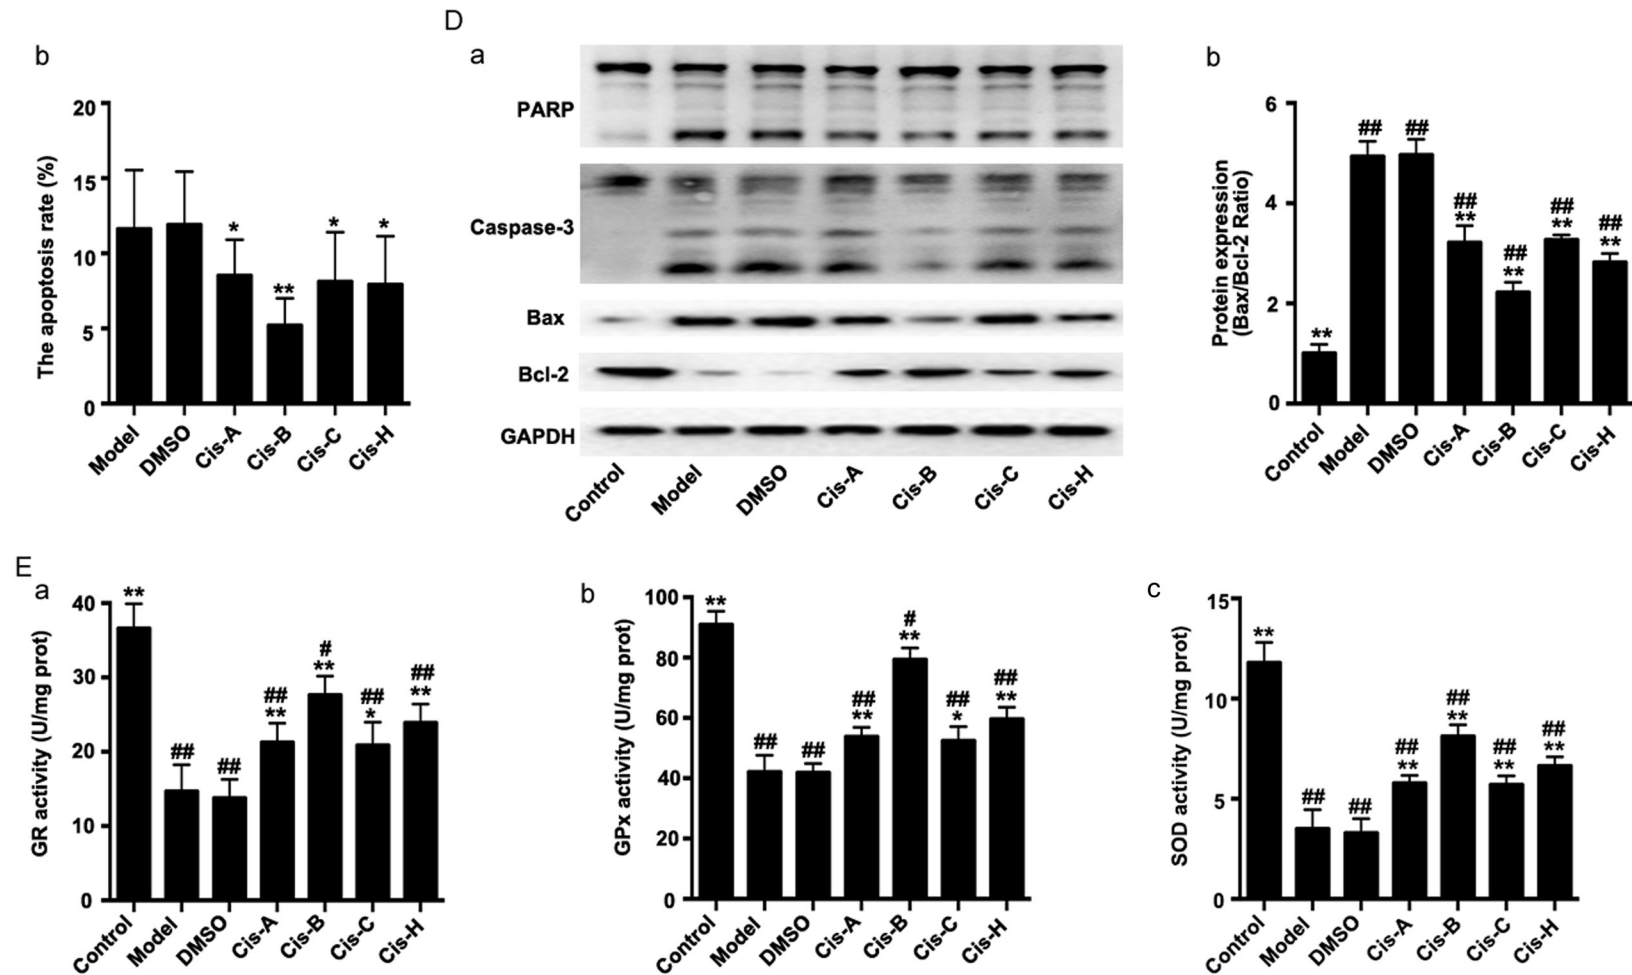 D
b
The apoptosis rate (%)
20
15
10
5
0
*
**
*
*
Model
DMSO
Cis-A
Cis-B
Cis-C
Cis-H
a
PARP
Caspase-3
Bax
Bcl-2
GAPDH
Control
Model
DMSO
Cis-A
Cis-B
Cis-C
Cis-H
b
Protein expression
(Bax/Bcl-2 Ratio)
6
4
2
0
**
##
##
##
**
##
**
##
**
##
**
Control
Model
DMSO
Cis-A
Cis-B
Cis-C
Cis-H
E
a
GR activity (U/mg prot)
40
30
20
10
0
**
##
##
##
**
#
**
##
*
##
**
Control
Model
DMSO
Cis-A
Cis-B
Cis-C
Cis-H
b
GPx activity (U/mg prot)
100
80
60
40
20
0
**
##
##
##
**
#
**
##
*
##
**
Control
Model
DMSO
Cis-A
Cis-B
Cis-C
Cis-H
c
SOD activity (U/mg prot)
15
10
5
0
**
##
##
##
**
##
**
##
**
##
**
Control
Model
DMSO
Cis-A
Cis-B
Cis-C
Cis-H